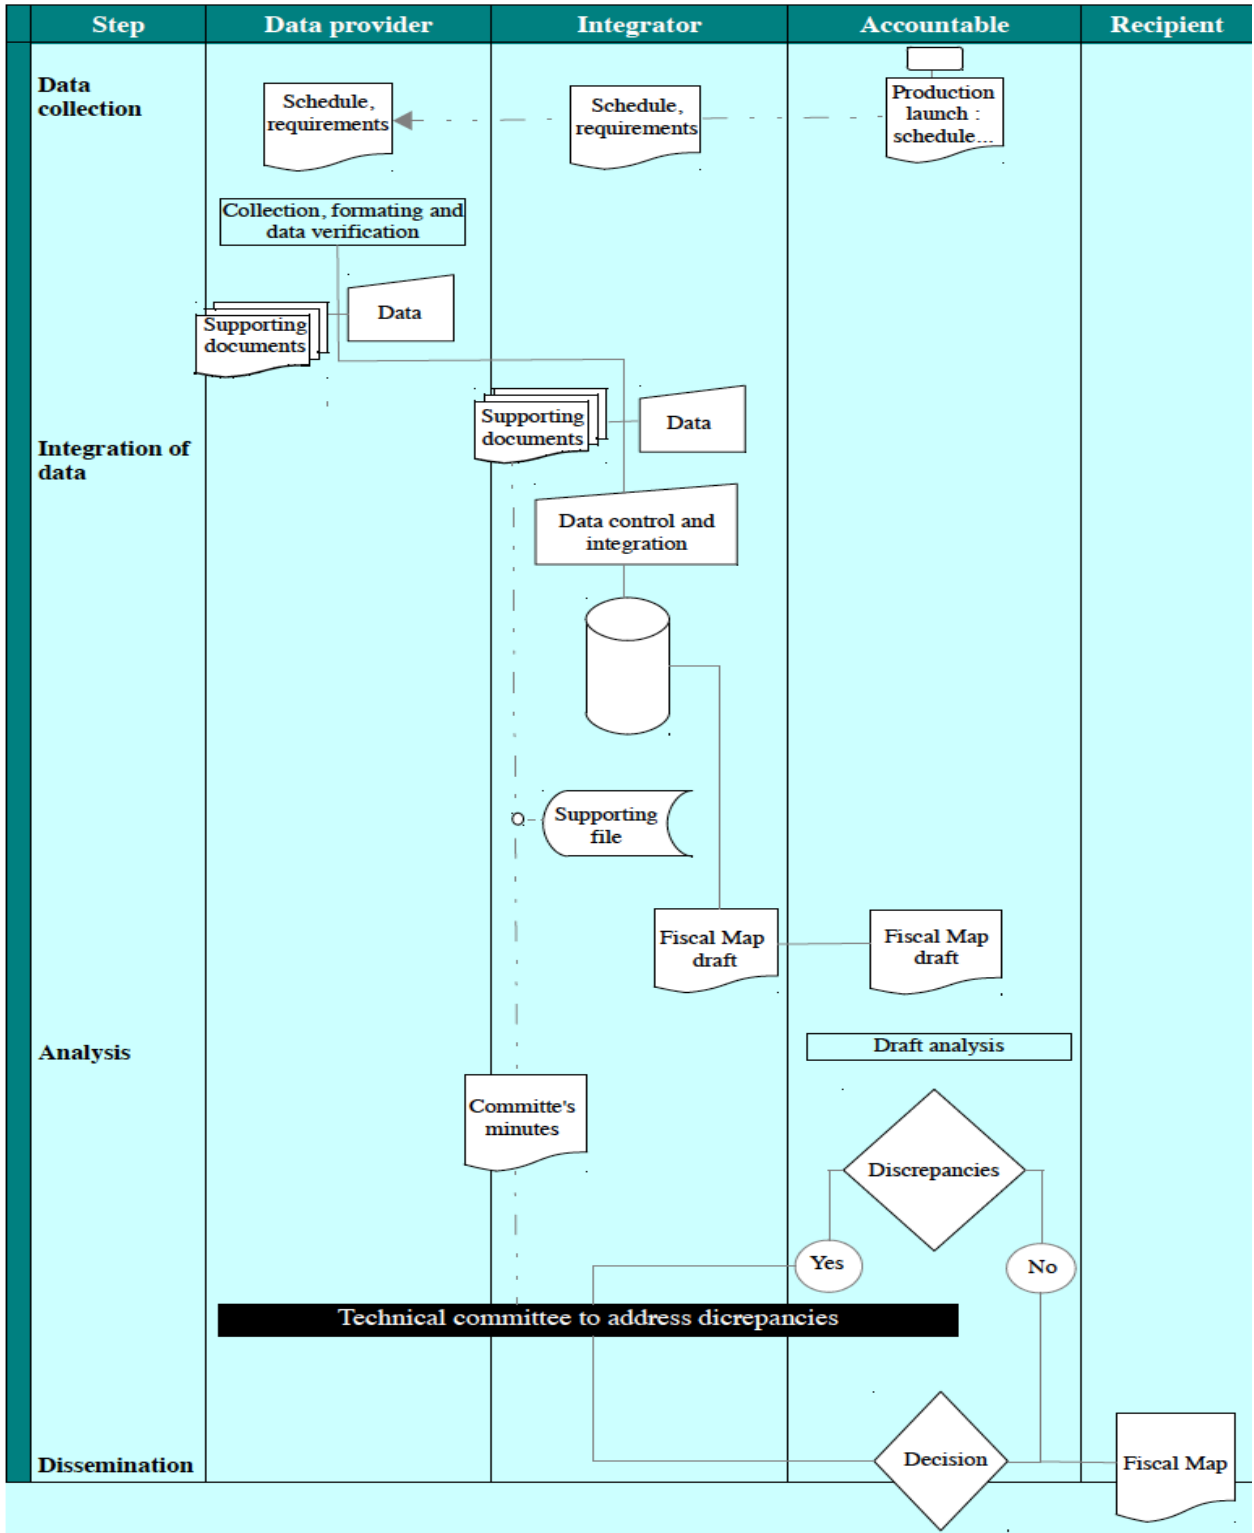 Step
Data provider
Integrator
Accountable
Recipient
Data
collection
Schedule,
requirements
Schedule,
requirements
Production
launch :
schedule...
Collection, formating and
data verification
Supporting
documents
Data
Supporting
documents
Data
Integration of
data
Data control and
integration
Supporting
file
Fiscal Map
draft
Fiscal Map
draft
Analysis
Draft analysis
Committe's
minutes
Discrepancies
Yes
No
Technical committee to address dicrepancies
Dissemination
Decision
Fiscal Map